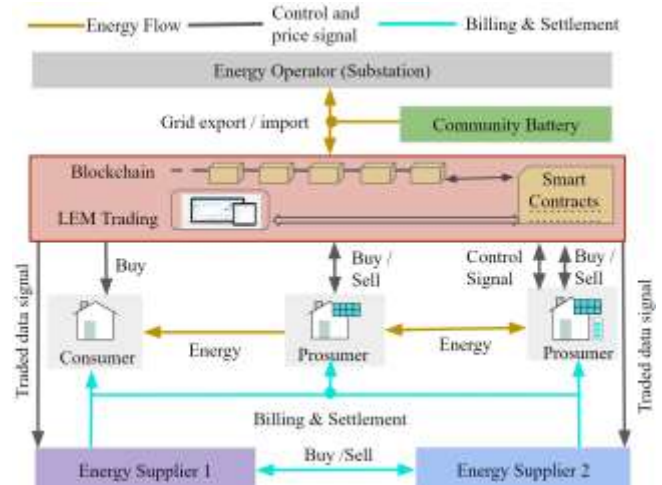 Energy Flow
Control and
price signal
Billing & Settlement
Energy Operator (Substation)
Grid export / import
Community Battery
Blockchain
Smart
Contracts
LEM Trading
Traded data signal
Buy
Buy /
Sell
Control
Signal
Buy /
Sell
Traded data signal
Consumer
Energy
Prosumer
Energy
Prosumer
Billing & Settlement
Energy Supplier 1
Buy /Sell
Energy Supplier 2